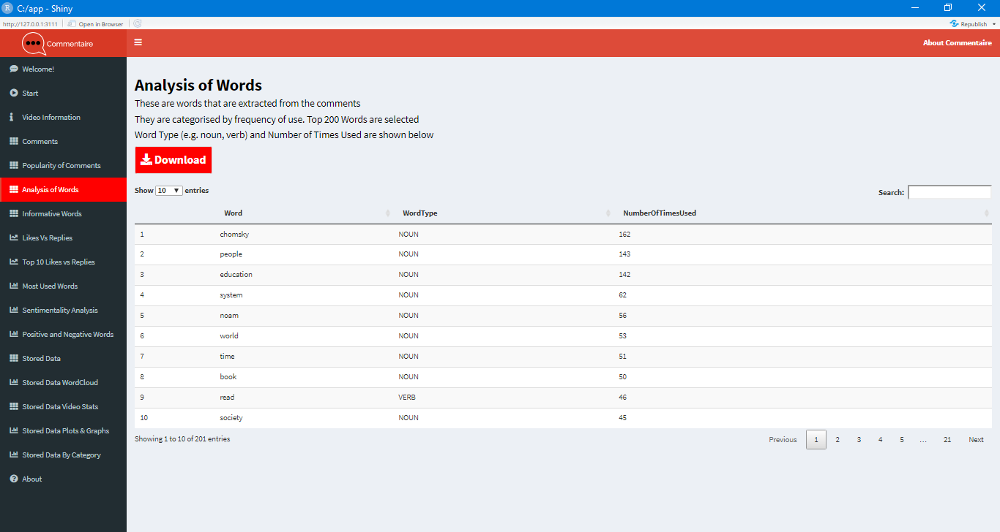 C:/app - Shiny
http://127.0.0.1:3111 Open in Browser Republish
Commentaire
About Commentaire
Welcome!
Start
Video Information
Comments
Popularity of Comments
Analysis of Words
Informative Words
Likes Vs Replies
Top 10 Likes vs Replies
Most Used Words
Sentimentality Analysis
Positive and Negative Words
Stored Data
Stored Data WordCloud
Stored Data Video Stats
Stored Data Plots & Graphs
Stored Data By Category
About
Analysis of Words
These are words that are extracted from the comments
They are categorised by frequency of use. Top 200 Words are selected
Word Type (e.g. noun, verb) and Number of Times Used are shown below
Download
Show 10 entries
Search:
Word WordType NumberOfTimesUsed
1 chomsky NOUN 162
2 people NOUN 143
3 education NOUN 142
4 system NOUN 62
5 noam NOUN 56
6 world NOUN 53
7 time NOUN 51
8 book NOUN 50
9 read VERB 46
10 society NOUN 45
Showing 1 to 10 of 201 entries
Previous 1 2 3 4 5 … 21 Next